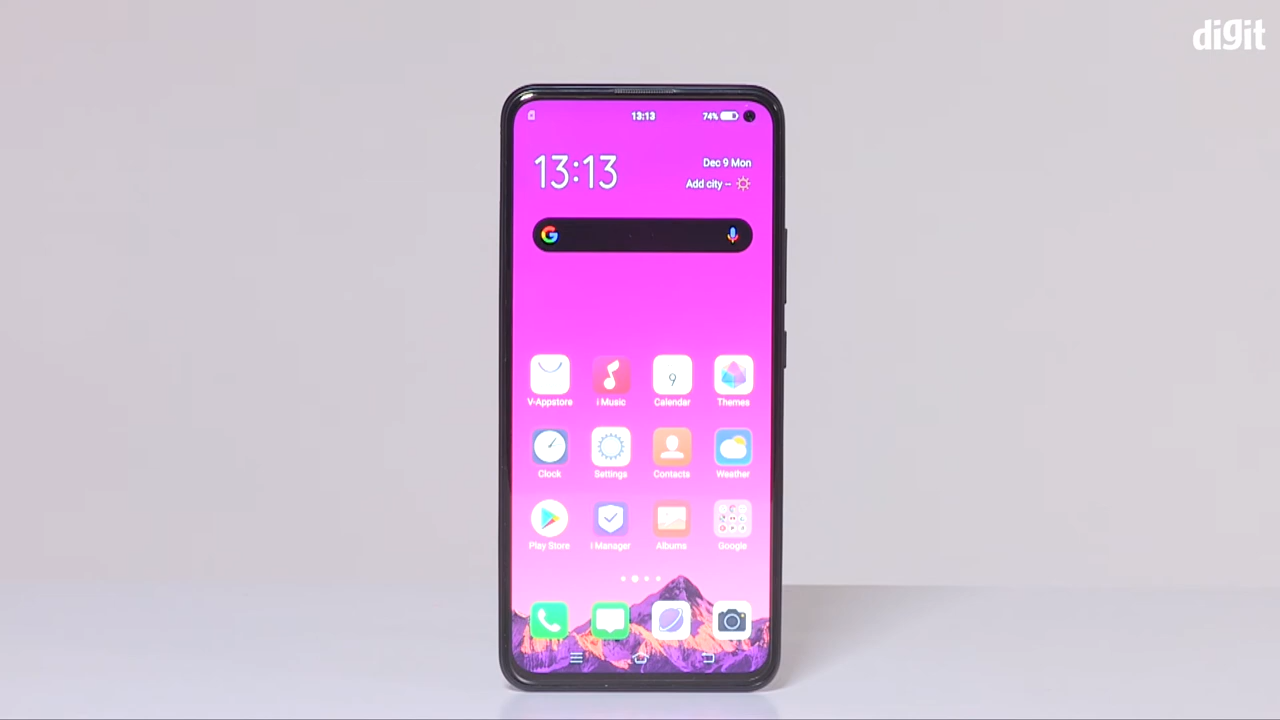 digit
13:13
74%
13:13
Dec 9 Mon
Add city --
G
V-Appstore
i Music
Calendar
Themes
9
Clock
Settings
Contacts
Weather
Play Store
i Manager
Albums
Google